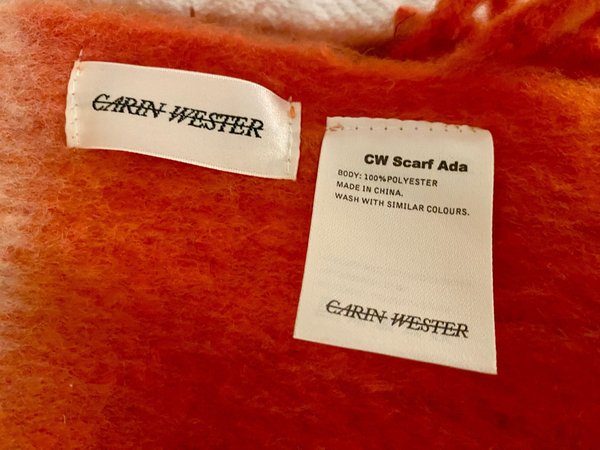 CARIN WESTER
CW Scarf Ada
BODY: 100%POLYESTER
MADE IN CHINA.
WASH WITH SIMILAR COLOURS.
CARIN WESTER